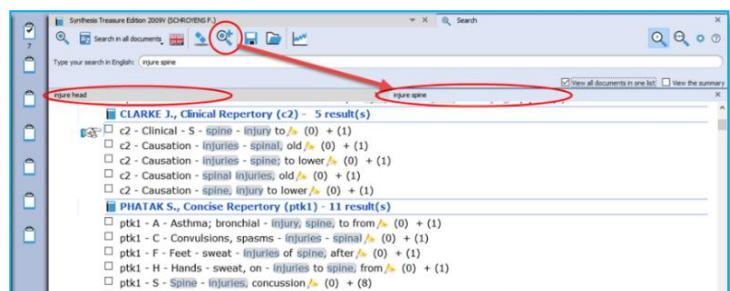 Synthesis Treasure Edition 2009V (SCHROYENS F.)
Search
7
Search in all documents
Type your search in English: injure spine
View all documents in one list View the summary
injure head injure spine
CLARKE J., Clinical Repertory (c2) - 5 result(s)
c2 - Clinical - S - spine - injury to (0) + (1)
c2 - Causation - injuries - spinal, old (0) + (1)
c2 - Causation - injuries - spine; to lower (0) + (1)
c2 - Causation - spinal injuries, old (0) + (1)
c2 - Causation - spine, injury to lower (0) + (1)
PHATAK S., Concise Repertory (ptk1) - 11 result(s)
ptk1 - A - Asthma; bronchial - injury, spine, to from (0) + (1)
ptk1 - C - Convulsions, spasms - injuries - spinal (0) + (1)
ptk1 - F - Feet - sweat - injuries of spine, after (0) + (1)
ptk1 - H - Hands - sweat, on - injuries to spine, from (0) + (1)
ptk1 - S - Spine - injuries, concussion (0) + (8)